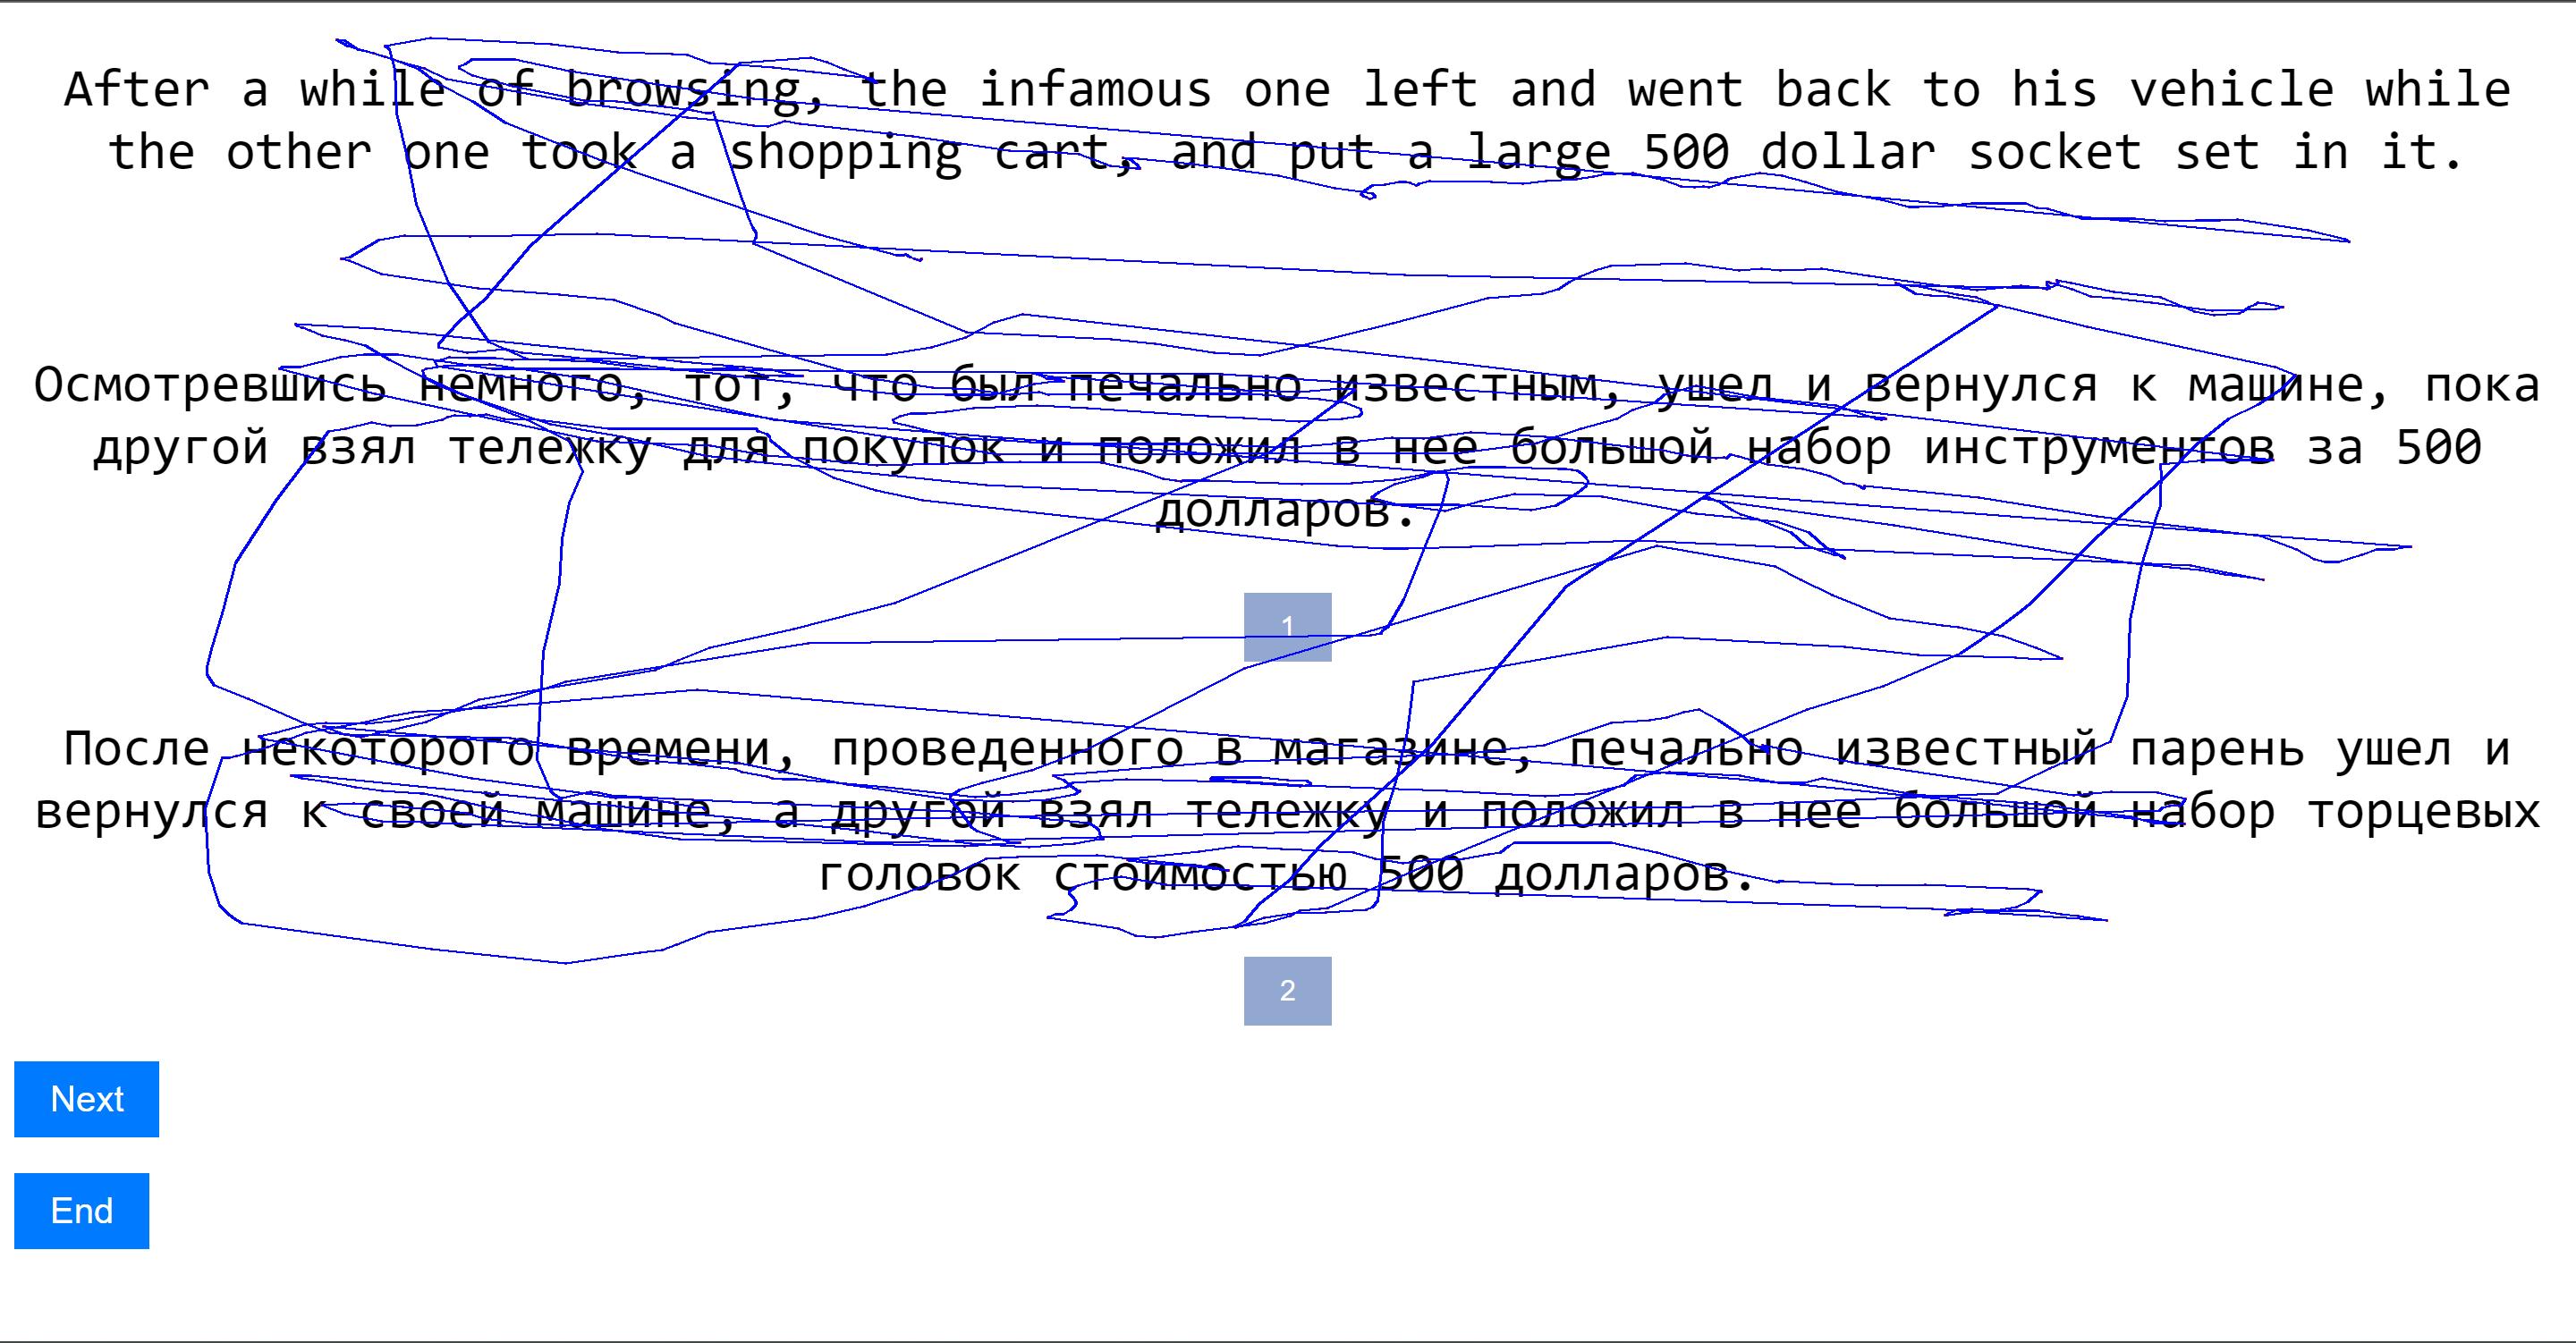 After a while of browsing, the infamous one left and went back to his vehicle while
the other one took a shopping cart, and put a large 500 dollar socket set in it.
Осмотревшись немного, тот, что был печально известным, ушел и вернулся к машине, пока
другой взял тележку для покупок и положил в нее большой набор инструментов за 500
долларов.
1
После некоторого времени, проведенного в магазине, печально известный парень ушел и
вернулся к своей машине, а другой взял тележку и положил в нее большой набор торцевых
головок стоимостью 500 долларов.
2
Next
End